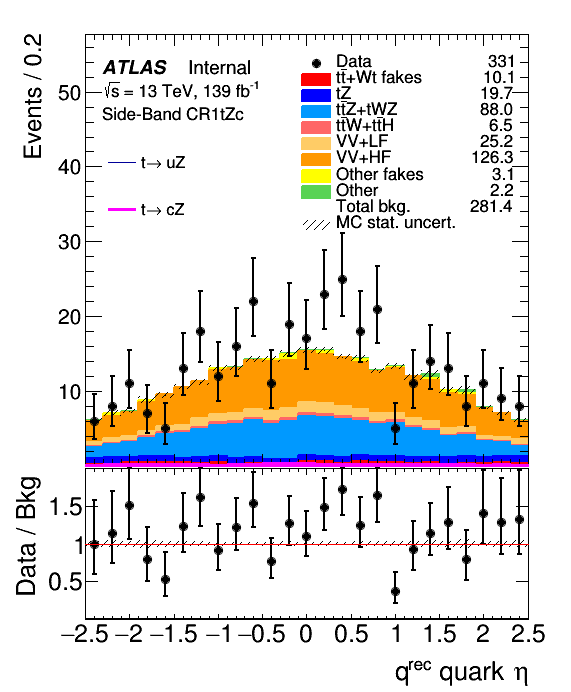 Events / 0.2
50
40
30
20
10
ATLAS Internal
√s = 13 TeV, 139 fb⁻¹
Side-Band CR1tZc
t→ uZ
t→ cZ
Data 331
tt̄+Wt fakes 10.1
tZ 19.7
tt̄Z+tWZ 88.0
tt̄W+tt̄H 6.5
VV+LF 25.2
VV+HF 126.3
Other fakes 3.1
Other 2.2
Total bkg. 281.4
MC stat. uncert.
Data / Bkg
1.5
1
0.5
−2.5 −2 −1.5 −1 −0.5 0 0.5 1 1.5 2 2.5
qʳᵉᶜ quark η